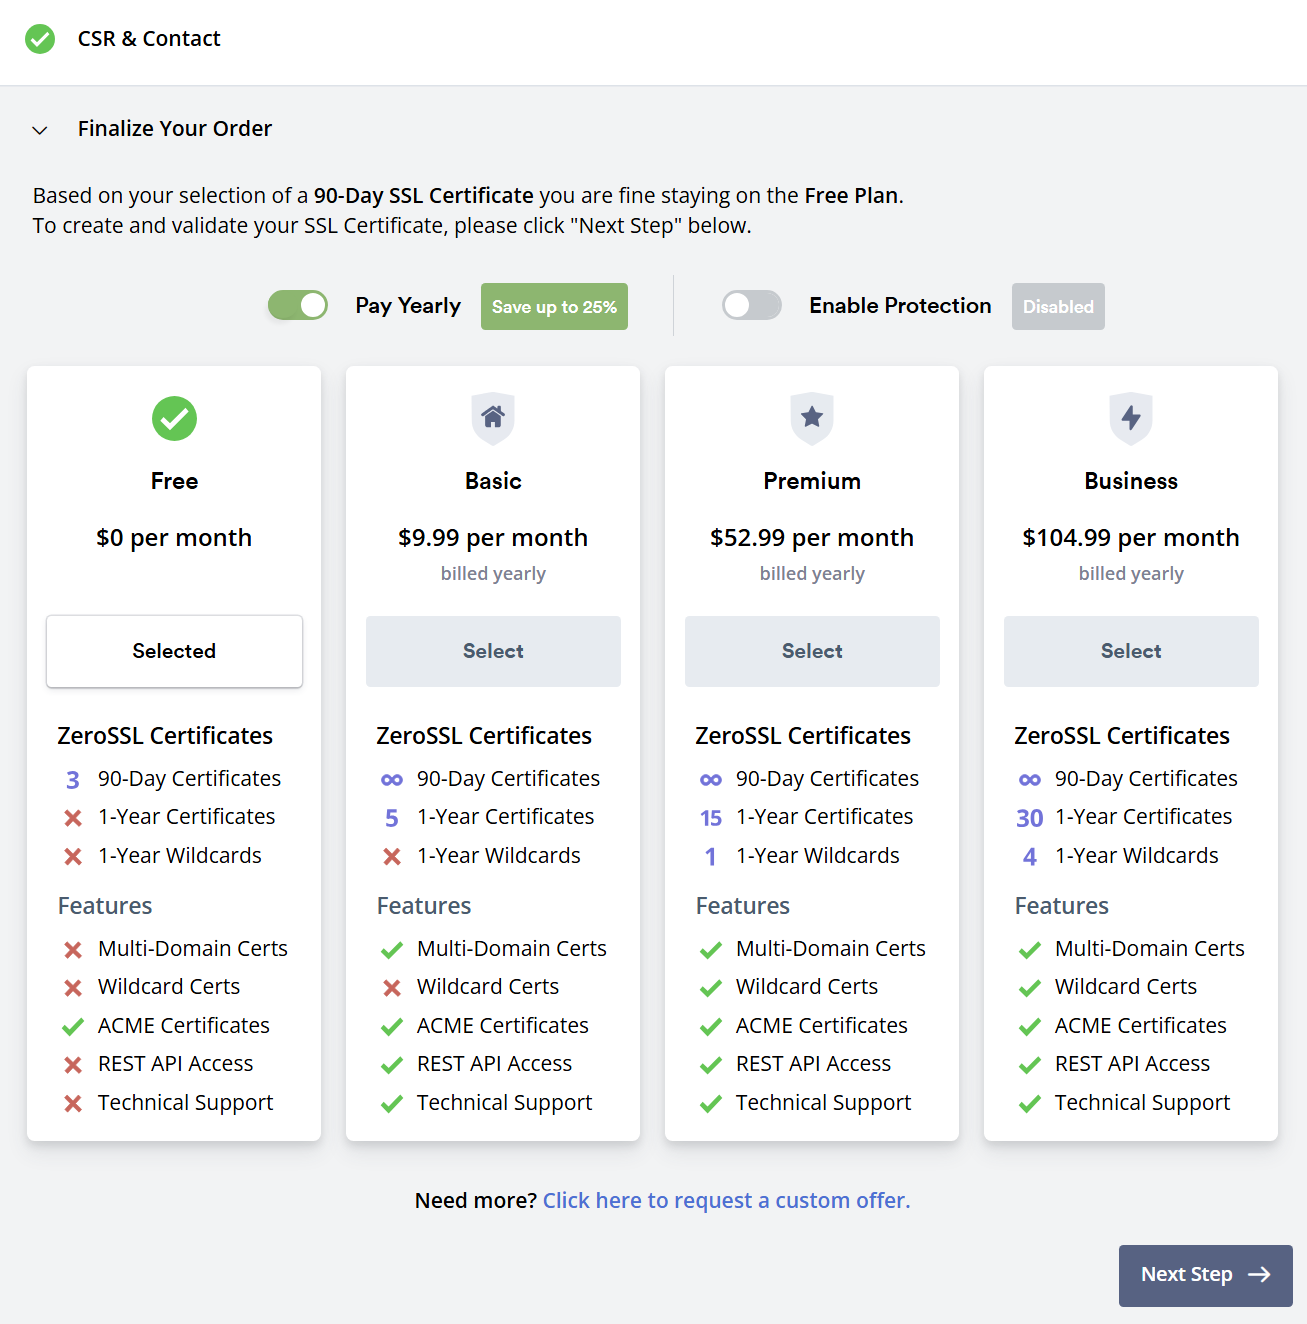 CSR & Contact
Finalize Your Order
Based on your selection of a 90-Day SSL Certificate you are fine staying on the Free Plan.
To create and validate your SSL Certificate, please click "Next Step" below.
Pay Yearly
Save up to 25%
Enable Protection
Disabled
Free
$0 per month
Selected
ZeroSSL Certificates
3 90-Day Certificates
1-Year Certificates
1-Year Wildcards
Features
Multi-Domain Certs
Wildcard Certs
ACME Certificates
REST API Access
Technical Support
Basic
$9.99 per month
billed yearly
Select
ZeroSSL Certificates
∞ 90-Day Certificates
5 1-Year Certificates
1-Year Wildcards
Features
Multi-Domain Certs
Wildcard Certs
ACME Certificates
REST API Access
Technical Support
Premium
$52.99 per month
billed yearly
Select
ZeroSSL Certificates
∞ 90-Day Certificates
15 1-Year Certificates
1 1-Year Wildcards
Features
Multi-Domain Certs
Wildcard Certs
ACME Certificates
REST API Access
Technical Support
Business
$104.99 per month
billed yearly
Select
ZeroSSL Certificates
∞ 90-Day Certificates
30 1-Year Certificates
4 1-Year Wildcards
Features
Multi-Domain Certs
Wildcard Certs
ACME Certificates
REST API Access
Technical Support
Need more? Click here to request a custom offer.
Next Step →